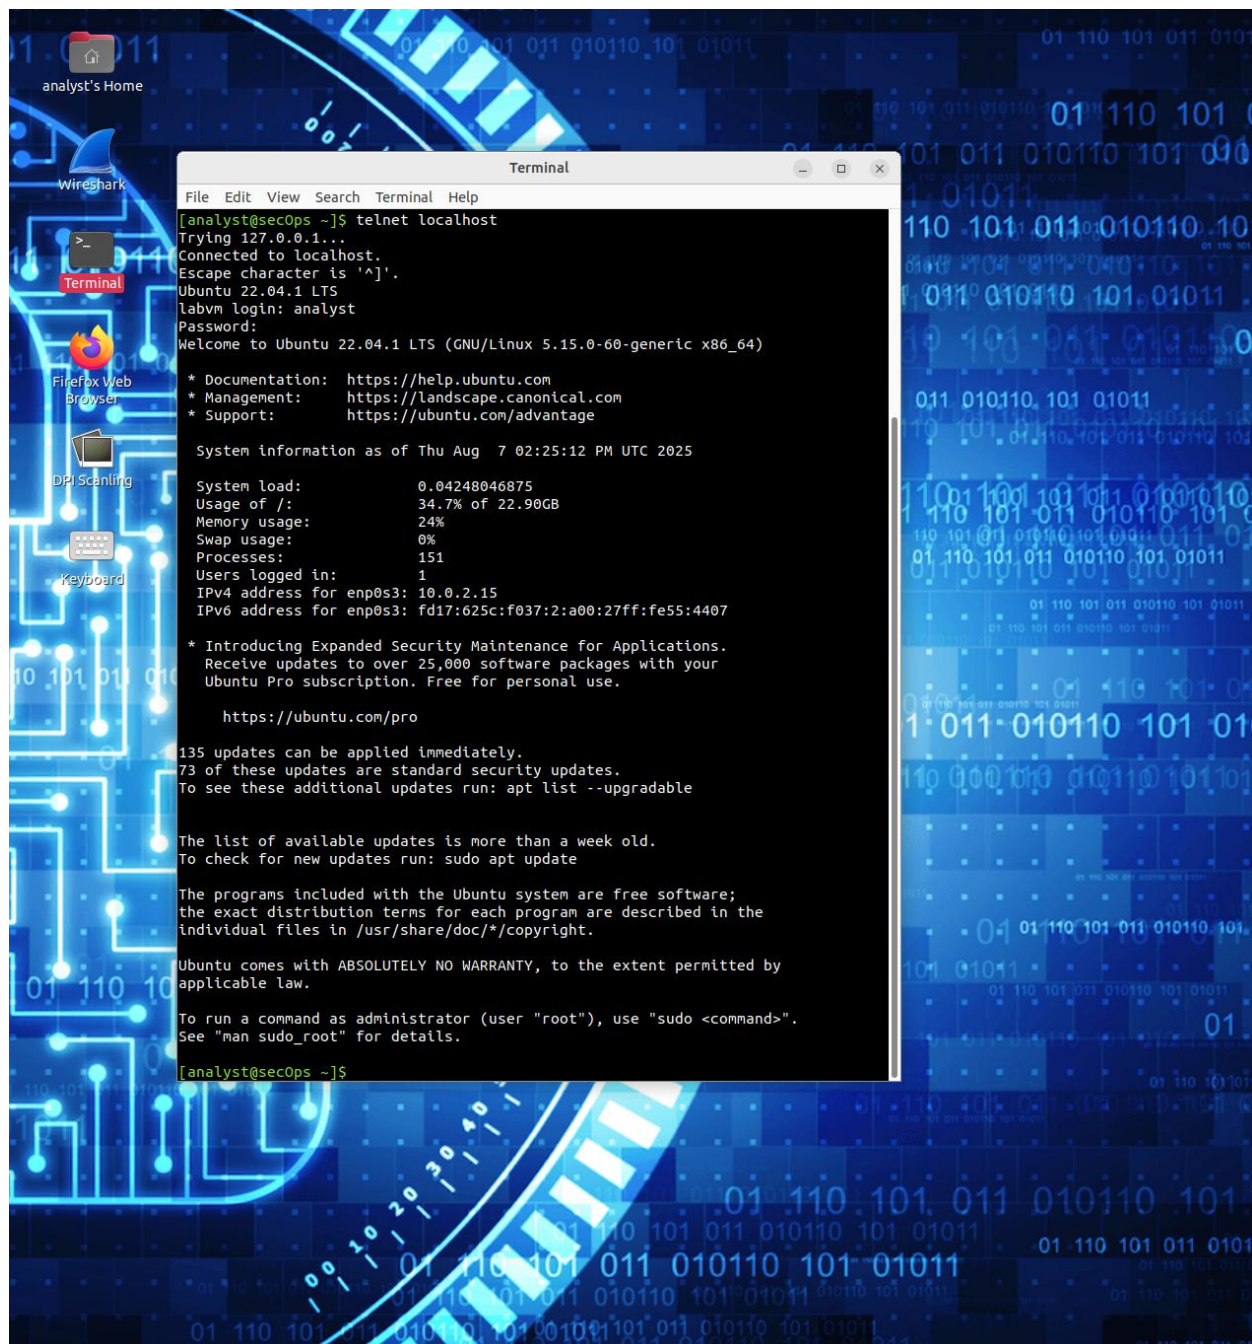 analyst's Home
Wireshark
Terminal
Firefox Web
Browser
DPI Scanling
Keyboard
Terminal
File Edit View Search Terminal Help
[analyst@secOps ~]$ telnet localhost
Trying 127.0.0.1...
Connected to localhost.
Escape character is '^]'.
Ubuntu 22.04.1 LTS
labvm login: analyst
Password:
Welcome to Ubuntu 22.04.1 LTS (GNU/Linux 5.15.0-60-generic x86_64)
* Documentation: https://help.ubuntu.com
* Management: https://landscape.canonical.com
* Support: https://ubuntu.com/advantage
System information as of Thu Aug 7 02:25:12 PM UTC 2025
System load: 0.04248046875
Usage of /: 34.7% of 22.90GB
Memory usage: 24%
Swap usage: 0%
Processes: 151
Users logged in: 1
IPv4 address for enp0s3: 10.0.2.15
IPv6 address for enp0s3: fd17:625c:f037:2:a00:27ff:fe55:4407
* Introducing Expanded Security Maintenance for Applications.
Receive updates to over 25,000 software packages with your
Ubuntu Pro subscription. Free for personal use.
https://ubuntu.com/pro
135 updates can be applied immediately.
73 of these updates are standard security updates.
To see these additional updates run: apt list --upgradable
The list of available updates is more than a week old.
To check for new updates run: sudo apt update
The programs included with the Ubuntu system are free software;
the exact distribution terms for each program are described in the
individual files in /usr/share/doc/*/copyright.
Ubuntu comes with ABSOLUTELY NO WARRANTY, to the extent permitted by
applicable law.
To run a command as administrator (user "root"), use "sudo <command>".
See "man sudo_root" for details.
[analyst@secOps ~]$